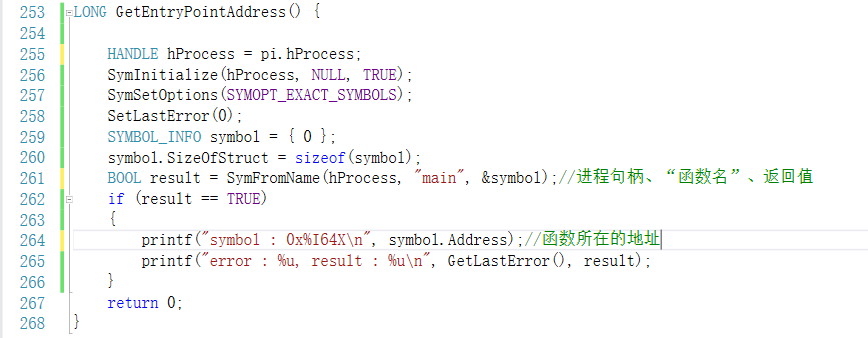 253 LONG GetEntryPointAddress() {
254
255 HANDLE hProcess = pi.hProcess;
256 SymInitialize(hProcess, NULL, TRUE);
257 SymSetOptions(SYMOPT_EXACT_SYMBOLS);
258 SetLastError(0);
259 SYMBOL_INFO symbol = { 0 };
260 symbol.SizeOfStruct = sizeof(symbol);
261 BOOL result = SymFromName(hProcess, "main", &symbol);//进程句柄、“函数名”、返回值
262 if (result == TRUE)
263 {
264 printf("symbol : 0x%I64X\n", symbol.Address);//函数所在的地址
265 printf("error : %u, result : %u\n", GetLastError(), result);
266 }
267 return 0;
268 }